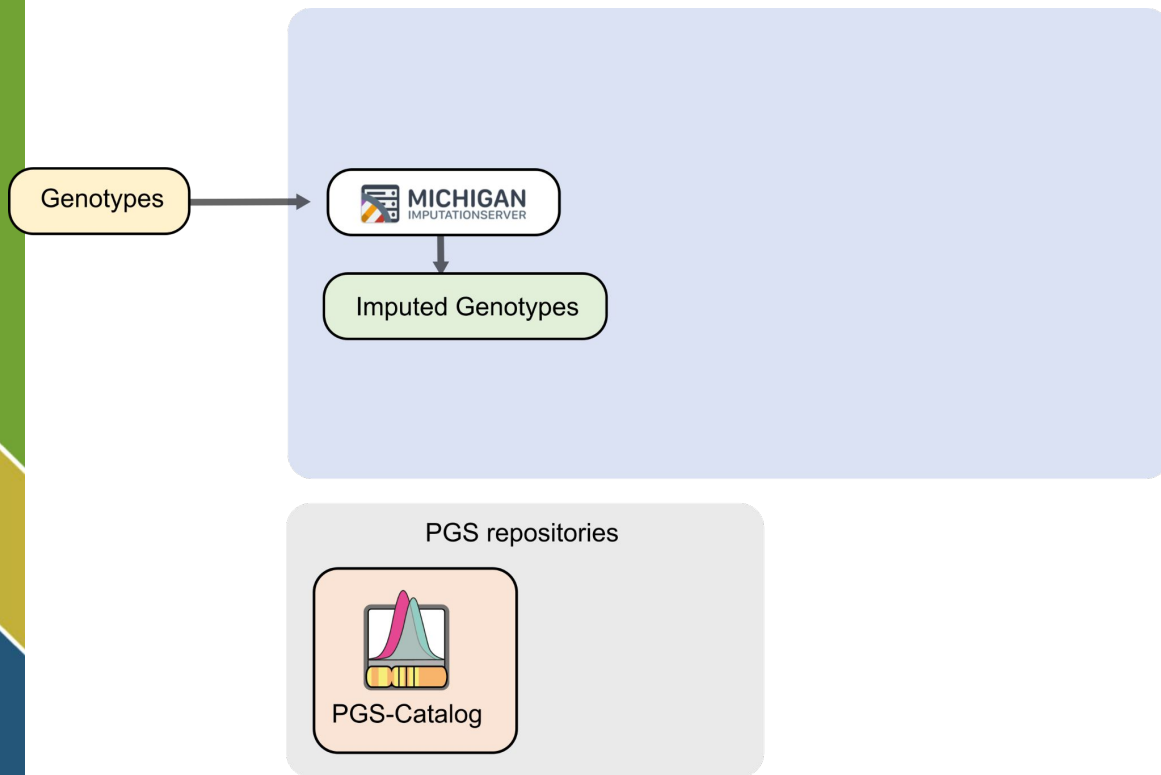 Genotypes
MICHIGAN
IMPUTATIONSERVER
Imputed Genotypes
PGS repositories
PGS-Catalog